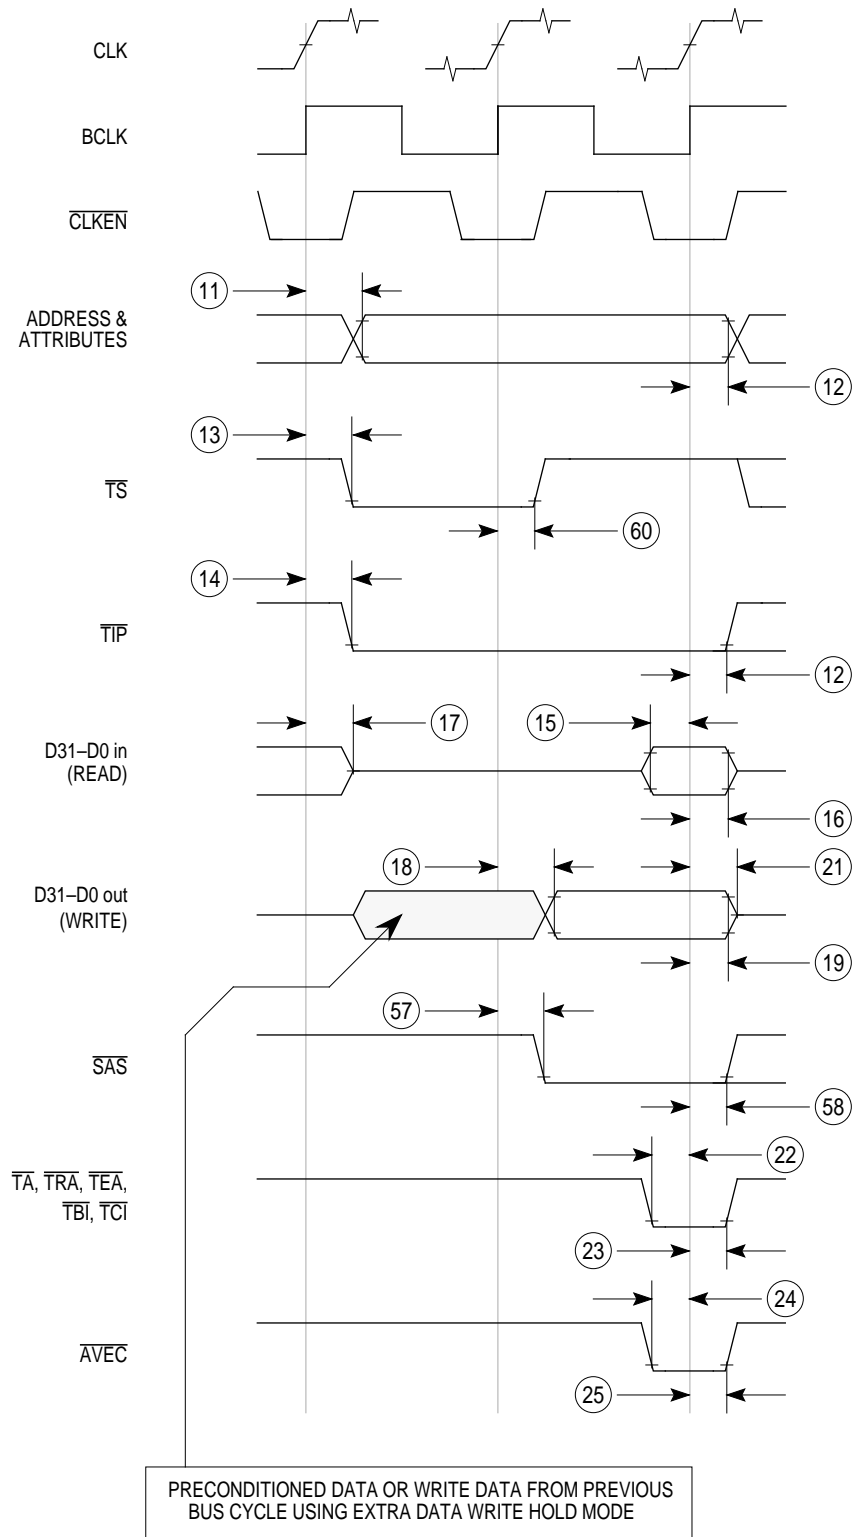 CLK
BCLK
CLKEN
11
ADDRESS &
ATTRIBUTES
12
13
TS
60
14
TIP
12
17
15
D31–D0 in
(READ)
16
18
21
D31–D0 out
(WRITE)
19
57
SAS
58
22
TA, TRA, TEA,
TBI, TCI
23
24
AVEC
25
PRECONDITIONED DATA OR WRITE DATA FROM PREVIOUS
BUS CYCLE USING EXTRA DATA WRITE HOLD MODE